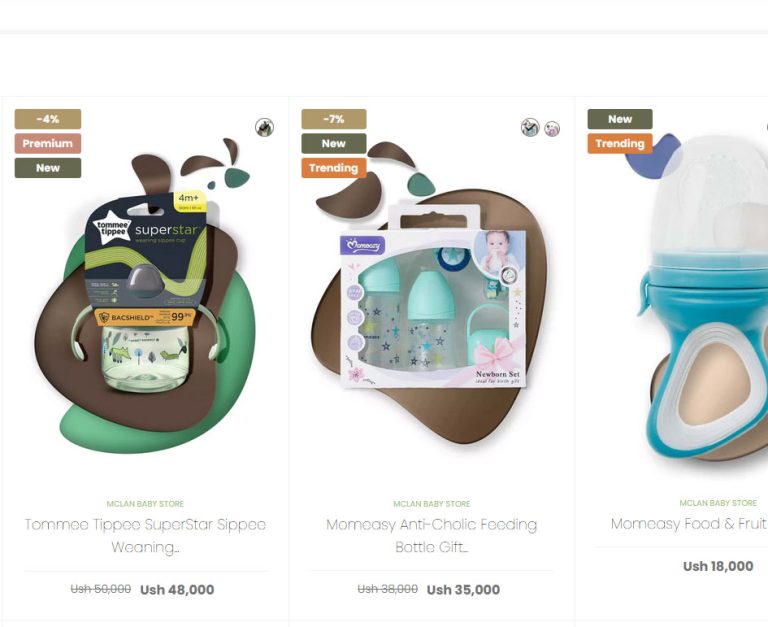 -4%
Premium
New
4m+
tommee
tippee
superstar
weaning sippee cup
BACSHIELD™
99.9%
MCLAN BABY STORE
Tommee Tippee SuperStar Sippee
Weaning...
Ush 50,000 Ush 48,000
-7%
New
Trending
Momeasy
Newborn Set
ideal for birth gift
MCLAN BABY STORE
Momeasy Anti-Cholic Feeding
Bottle Gift...
Ush 38,000 Ush 35,000
New
Trending
MCLAN BABY STORE
Momeasy Food & Fruit
Ush 18,000